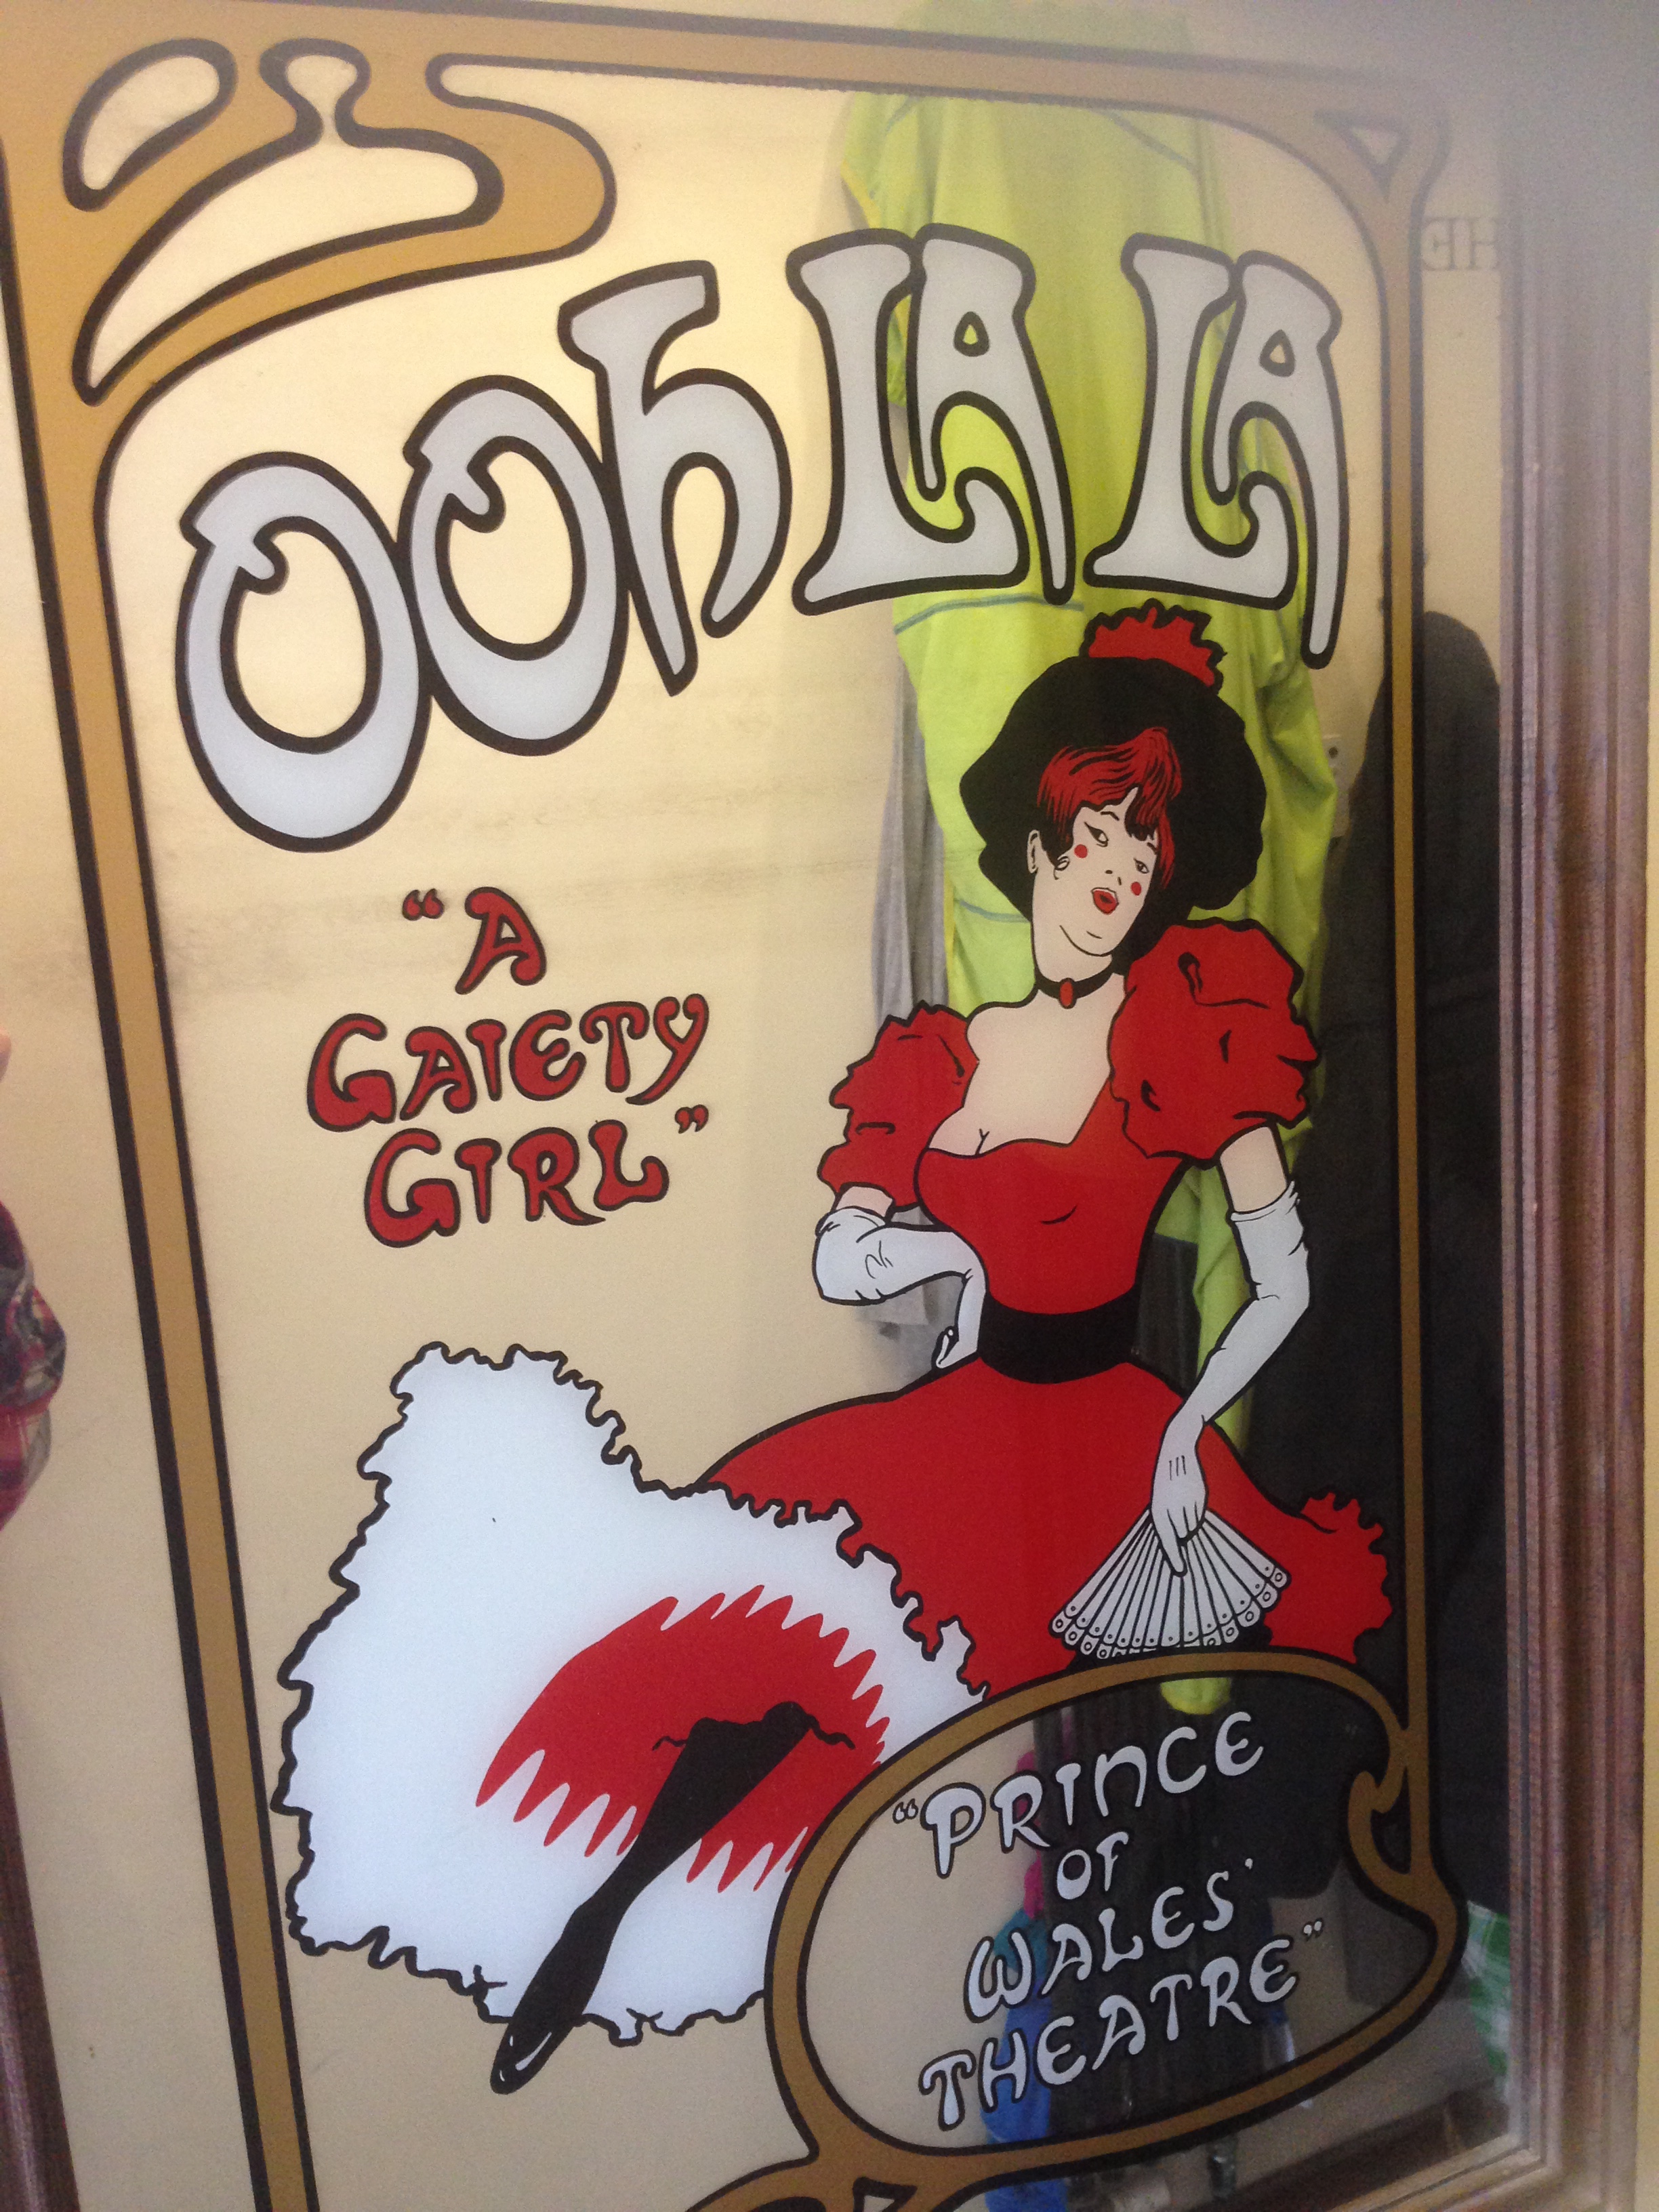 OOh LA LA
"A
GAIETY
GIRL"
"PRINCE
OF
WALES'
THEATRE"